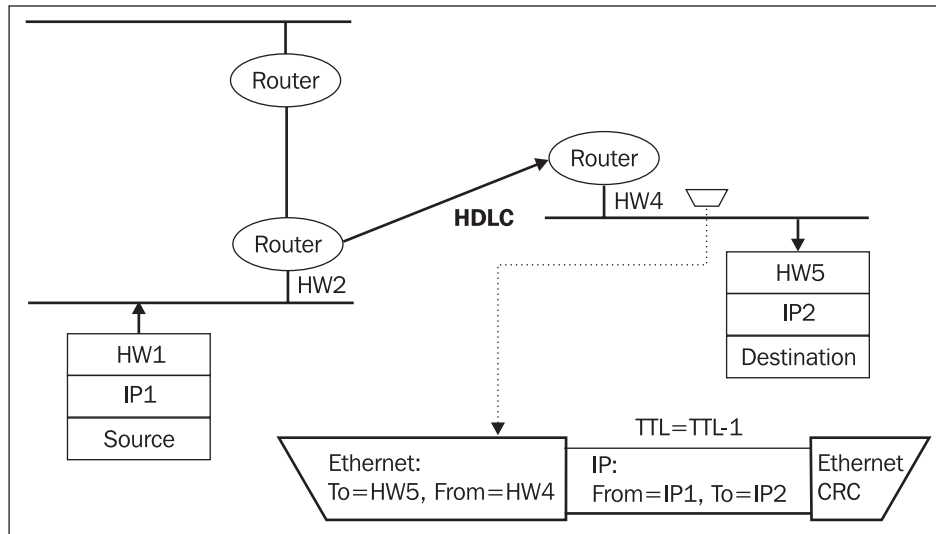 Router
Router
HDLC
HW4
Router
HW2
HW5
IP2
Destination
HW1
IP1
Source
TTL=TTL-1
Ethernet:
To=HW5, From=HW4
IP:
From=IP1, To=IP2
Ethernet
CRC